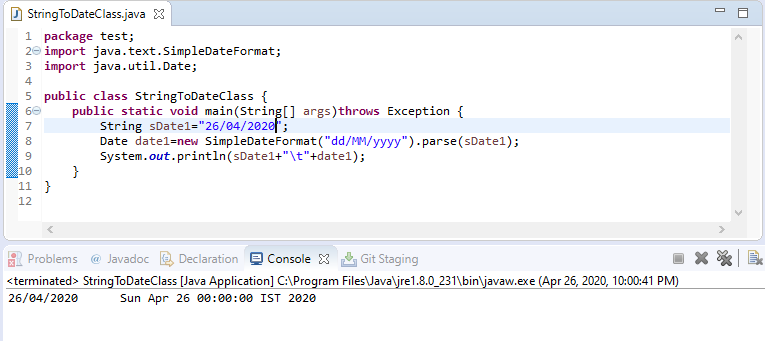 StringToDateClass.java
1 package test;
2 import java.text.SimpleDateFormat;
3 import java.util.Date;
4
5 public class StringToDateClass {
6     public static void main(String[] args)throws Exception {
7         String sDate1="26/04/2020";
8         Date date1=new SimpleDateFormat("dd/MM/yyyy").parse(sDate1);
9         System.out.println(sDate1+"\t"+date1);
10     }
11 }
12
Problems @ Javadoc Declaration Console Git Staging
<terminated> StringToDateClass [Java Application] C:\Program Files\Java\jre1.8.0_231\bin\javaw.exe (Apr 26, 2020, 10:00:41 PM)
26/04/2020      Sun Apr 26 00:00:00 IST 2020